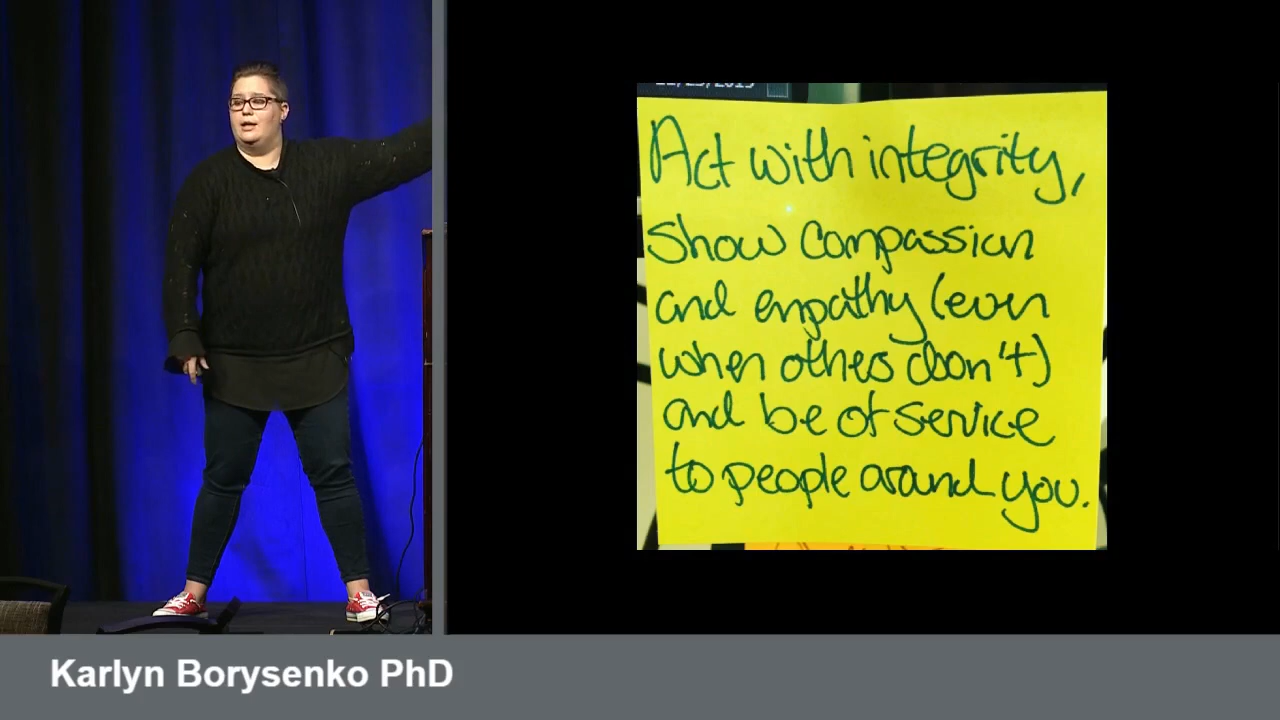 Act with integrity,
show compassion
and empathy (even
when others don't)
and be of service
to people around you.
Karlyn Borysenko PhD